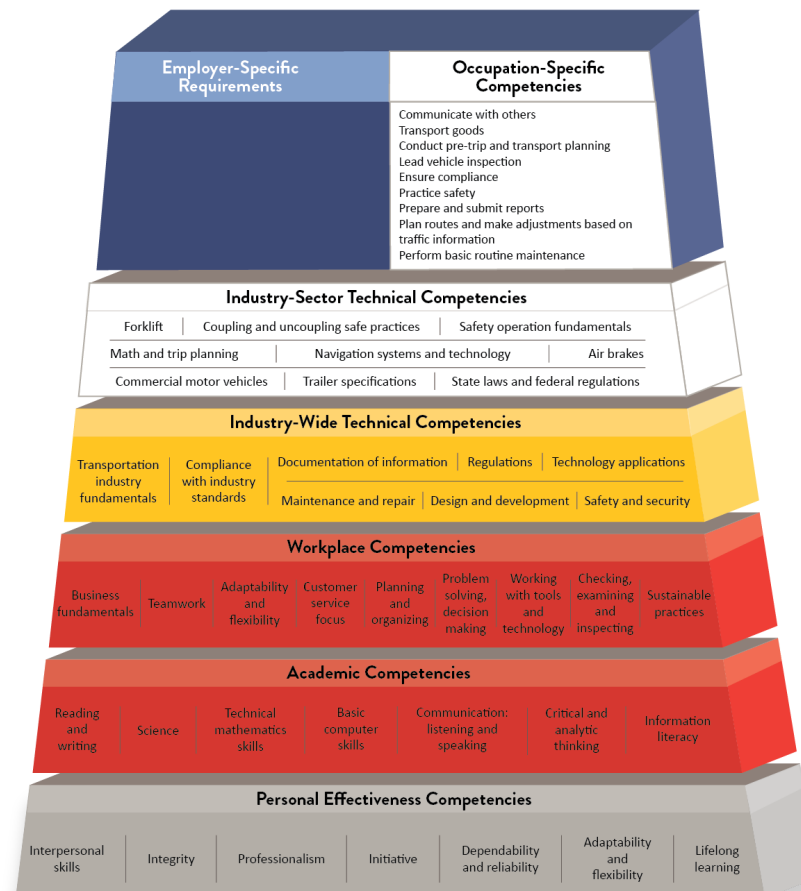 Employer-Specific
Requirements
Occupation-Specific
Competencies
Communicate with others
Transport goods
Conduct pre-trip and transport planning
Lead vehicle inspection
Ensure compliance
Practice safety
Prepare and submit reports
Plan routes and make adjustments based on
traffic information
Perform basic routine maintenance
Industry-Sector Technical Competencies
Forklift
Coupling and uncoupling safe practices
Safety operation fundamentals
Math and trip planning
Navigation systems and technology
Air brakes
Commercial motor vehicles
Trailer specifications
State laws and federal regulations
Industry-Wide Technical Competencies
Transportation
industry
fundamentals
Compliance
with industry
standards
Documentation of information
Regulations
Technology applications
Maintenance and repair
Design and development
Safety and security
Workplace Competencies
Business
fundamentals
Teamwork
Adaptability
and
flexibility
Customer
service
focus
Planning
and
organizing
Problem
solving,
decision
making
Working
with tools
and
technology
Checking,
examining
and
inspecting
Sustainable
practices
Academic Competencies
Reading
and
writing
Science
Technical
mathematics
skills
Basic
computer
skills
Communication:
listening and
speaking
Critical and
analytic
thinking
Information
literacy
Personal Effectiveness Competencies
Interpersonal
skills
Integrity
Professionalism
Initiative
Dependability
and reliability
Adaptability
and
flexibility
Lifelong
learning